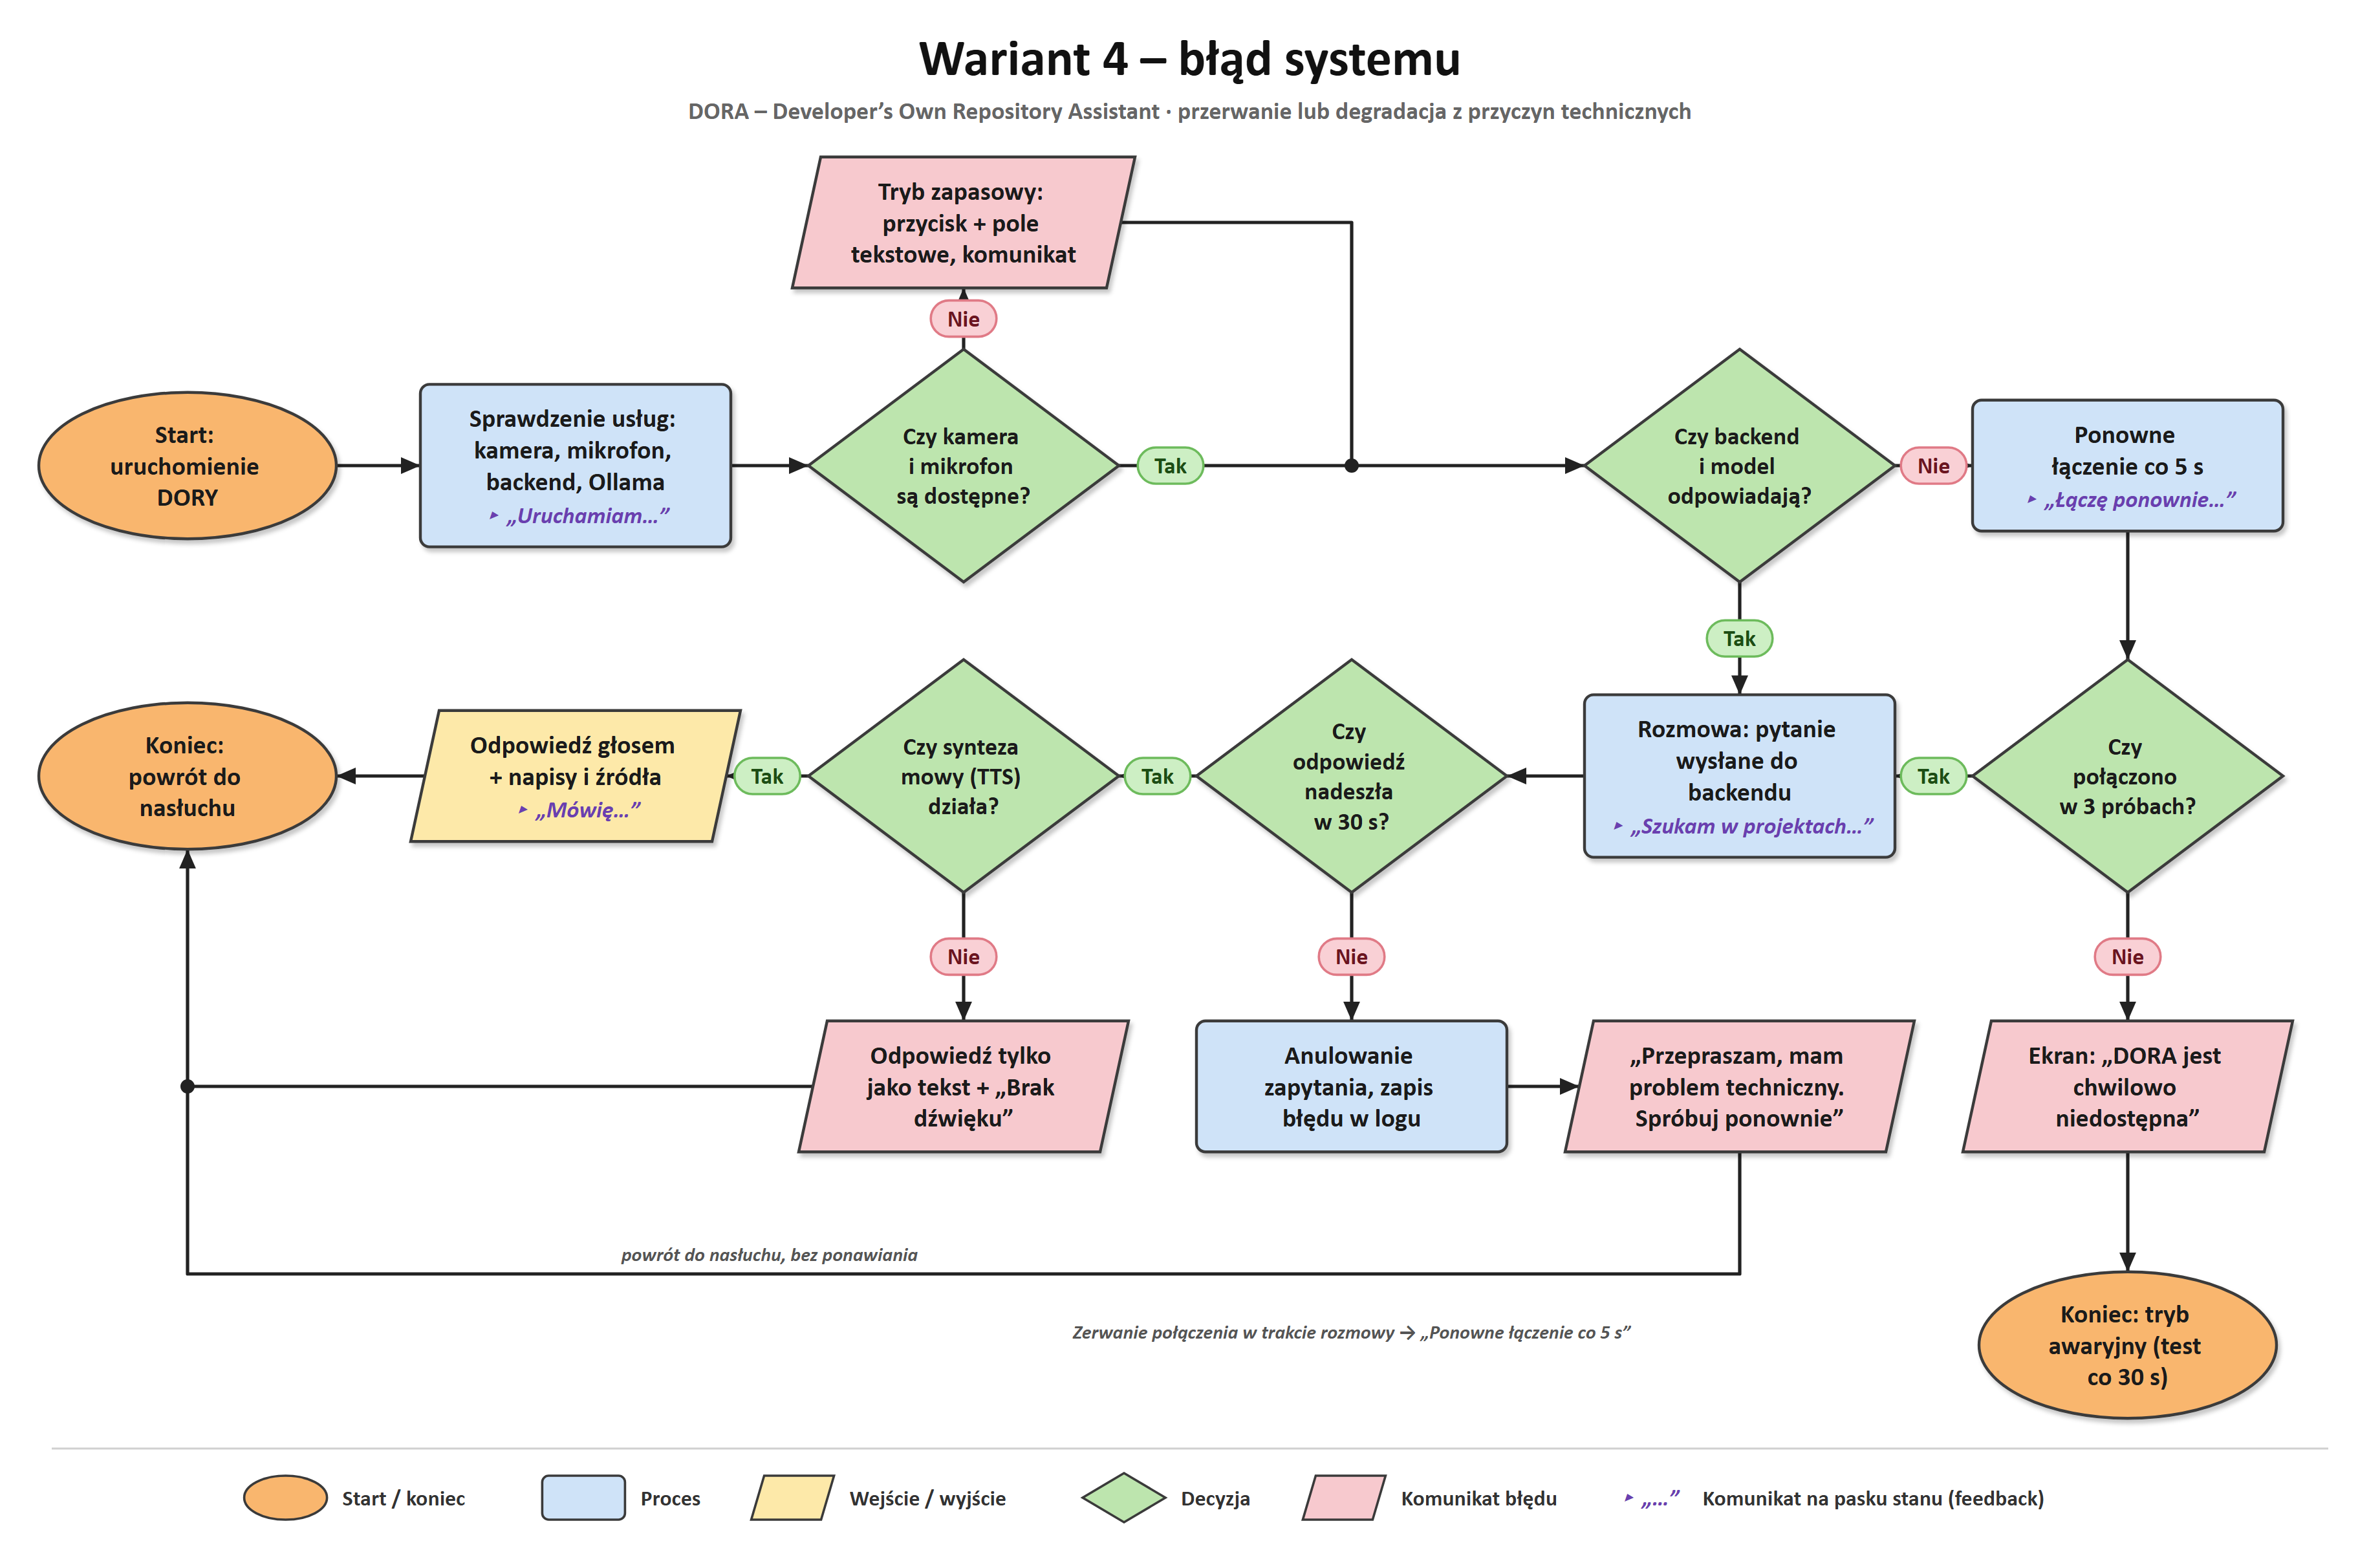 Wariant 4 – błąd systemu
DORA – Developer’s Own Repository Assistant · przerwanie lub degradacja z przyczyn technicznych
Tryb zapasowy:
przycisk + pole
tekstowe, komunikat
Nie
Start:
uruchomienie
DORY
Sprawdzenie usług:
kamera, mikrofon,
backend, Ollama
▸ „Uruchamiam…”
Czy kamera
i mikrofon
są dostępne?
Tak
Czy backend
i model
odpowiadają?
Nie
Ponowne
łączenie co 5 s
▸ „Łączę ponownie…”
Tak
Koniec:
powrót do
nasłuchu
Odpowiedź głosem
+ napisy i źródła
▸ „Mówię…”
Tak
Czy synteza
mowy (TTS)
działa?
Tak
Czy
odpowiedź
nadeszła
w 30 s?
Rozmowa: pytanie
wysłane do
backendu
▸ „Szukam w projektach…”
Tak
Czy
połączono
w 3 próbach?
Nie
Nie
Nie
Odpowiedź tylko
jako tekst + „Brak
dźwięku”
Anulowanie
zapytania, zapis
błędu w logu
„Przepraszam, mam
problem techniczny.
Spróbuj ponownie”
Ekran: „DORA jest
chwilowo
niedostępna”
powrót do nasłuchu, bez ponawiania
Zerwanie połączenia w trakcie rozmowy → „Ponowne łączenie co 5 s”
Koniec: tryb
awaryjny (test
co 30 s)
Start / koniec
Proces
Wejście / wyjście
Decyzja
Komunikat błędu
▸ „…”
Komunikat na pasku stanu (feedback)